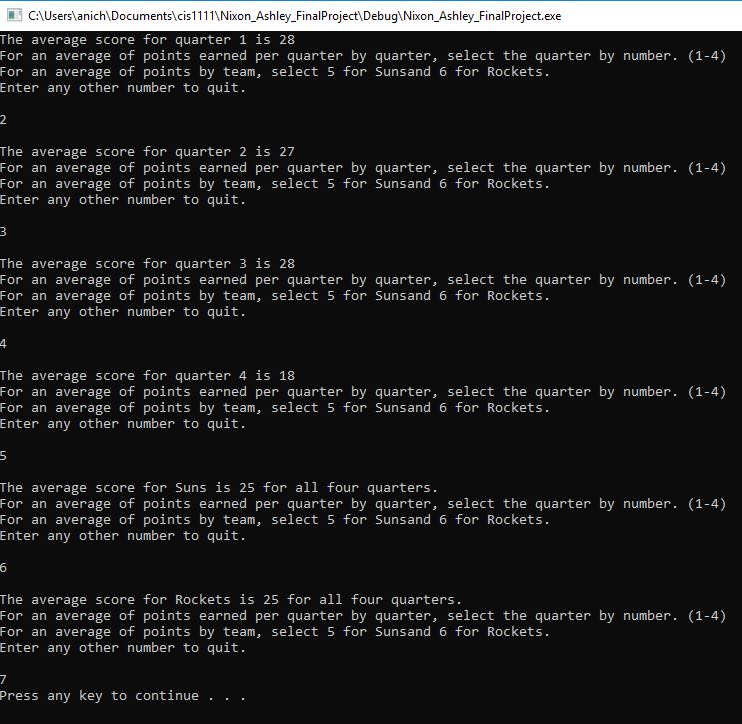 C:\Users\anich\Documents\cis1111\Nixon_Ashley_FinalProject\Debug\Nixon_Ashley_FinalProject.exe
The average score for quarter 1 is 28
For an average of points earned per quarter by quarter, select the quarter by number. (1-4)
For an average of points by team, select 5 for Sunsand 6 for Rockets.
Enter any other number to quit.
2
The average score for quarter 2 is 27
For an average of points earned per quarter by quarter, select the quarter by number. (1-4)
For an average of points by team, select 5 for Sunsand 6 for Rockets.
Enter any other number to quit.
3
The average score for quarter 3 is 28
For an average of points earned per quarter by quarter, select the quarter by number. (1-4)
For an average of points by team, select 5 for Sunsand 6 for Rockets.
Enter any other number to quit.
4
The average score for quarter 4 is 18
For an average of points earned per quarter by quarter, select the quarter by number. (1-4)
For an average of points by team, select 5 for Sunsand 6 for Rockets.
Enter any other number to quit.
5
The average score for Suns is 25 for all four quarters.
For an average of points earned per quarter by quarter, select the quarter by number. (1-4)
For an average of points by team, select 5 for Sunsand 6 for Rockets.
Enter any other number to quit.
6
The average score for Rockets is 25 for all four quarters.
For an average of points earned per quarter by quarter, select the quarter by number. (1-4)
For an average of points by team, select 5 for Sunsand 6 for Rockets.
Enter any other number to quit.
7
Press any key to continue . . .